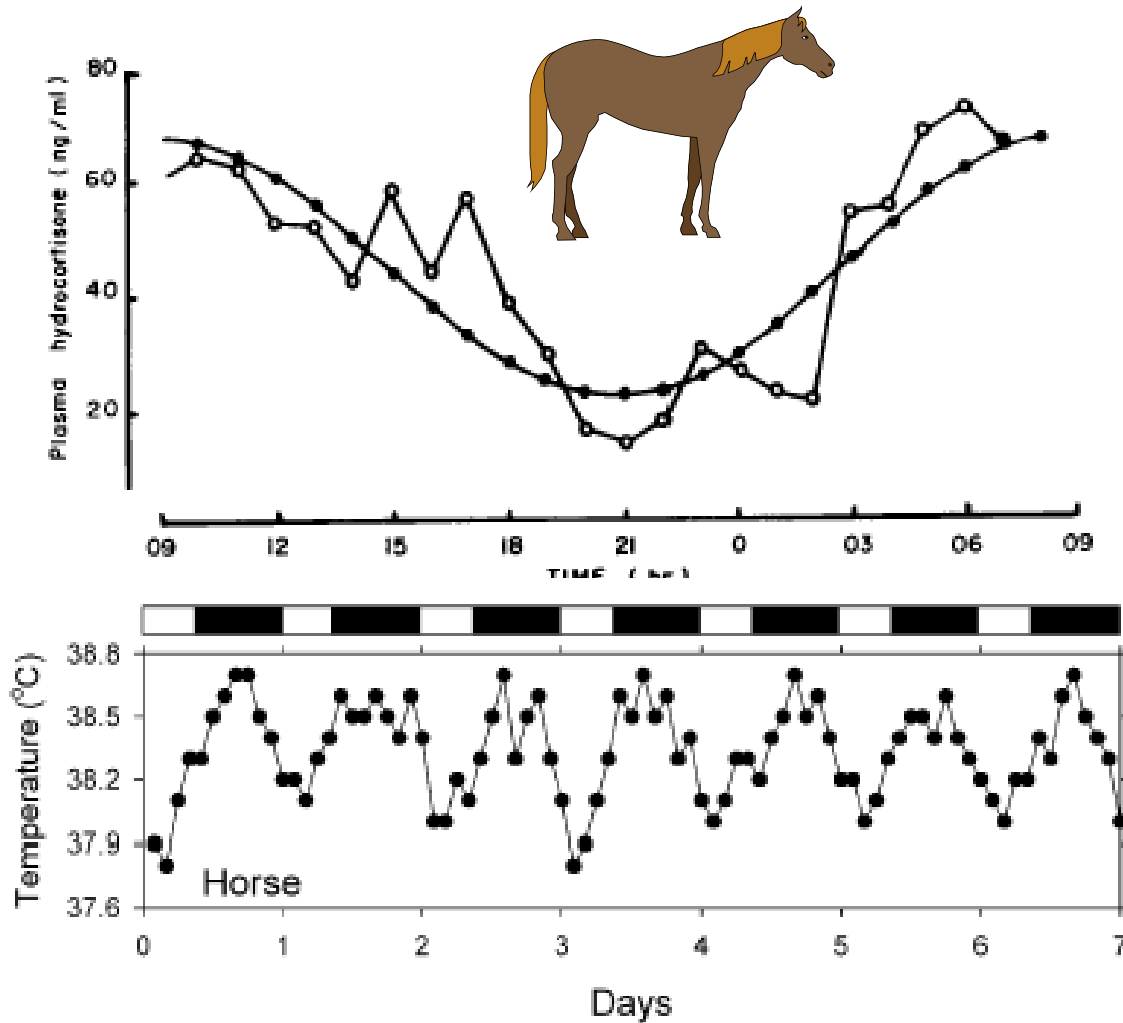 Plasma hydrocortisone (ng/ml)
80
60
40
20
09 12 15 18 21 0 03 06 09
TIME (hr)
Temperature (°C)
38.8
38.5
38.2
37.9
37.6
Horse
0 1 2 3 4 5 6 7
Days